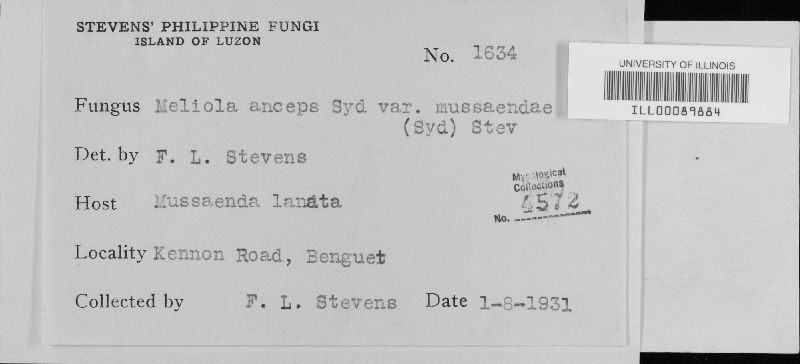 STEVENS' PHILIPPINE FUNGI
ISLAND OF LUZON
No. 1634
UNIVERSITY OF ILLINOIS
ILL00089884
Fungus Meliola anceps Syd var. mussaendae
(Syd) Stev
Det. by F. L. Stevens
Mycological
Collections
No. 4572
Host Mussaenda lanata
Locality Kennon Road, Benguet
Collected by F. L. Stevens Date 1-8-1931